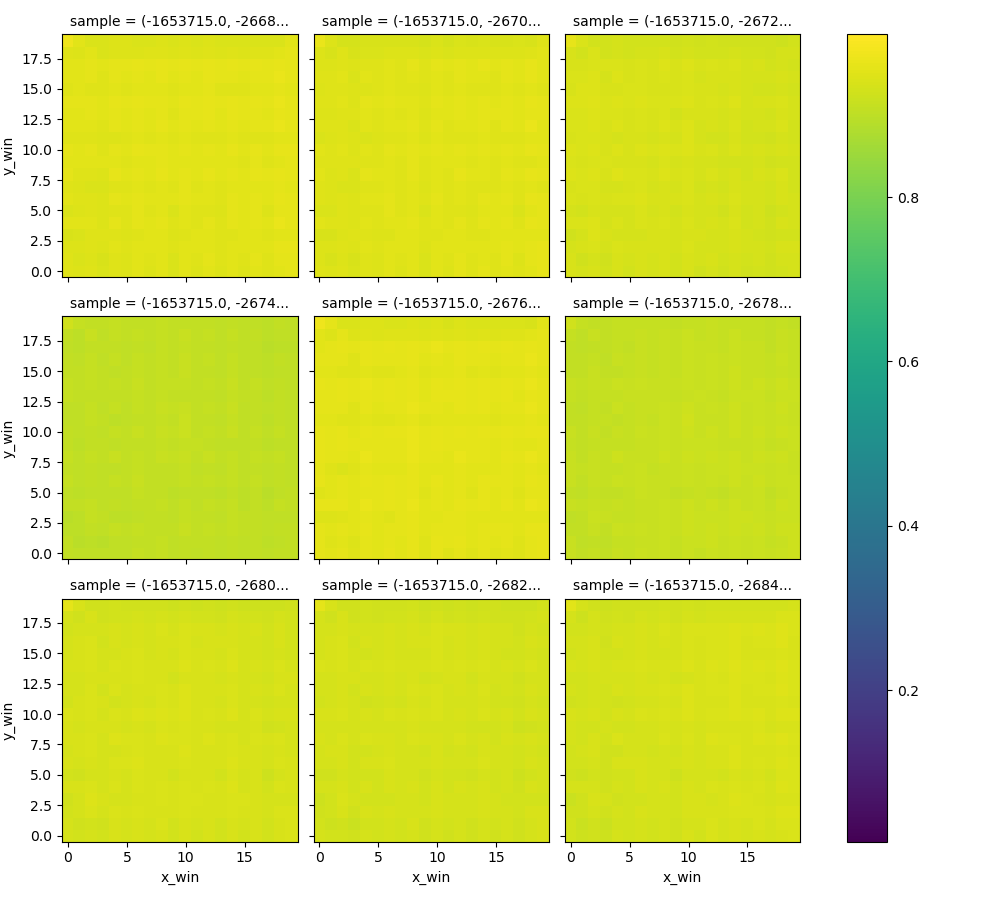 sample = (-1653715.0, -2668...
sample = (-1653715.0, -2670...
sample = (-1653715.0, -2672...
17.5
15.0
12.5
10.0
7.5
5.0
2.5
0.0
y_win
sample = (-1653715.0, -2674...
sample = (-1653715.0, -2676...
sample = (-1653715.0, -2678...
17.5
15.0
12.5
10.0
7.5
5.0
2.5
0.0
y_win
sample = (-1653715.0, -2680...
sample = (-1653715.0, -2682...
sample = (-1653715.0, -2684...
17.5
15.0
12.5
10.0
7.5
5.0
2.5
0.0
y_win
0 5 10 15
x_win
0 5 10 15
x_win
0 5 10 15
x_win
0.8
0.6
0.4
0.2